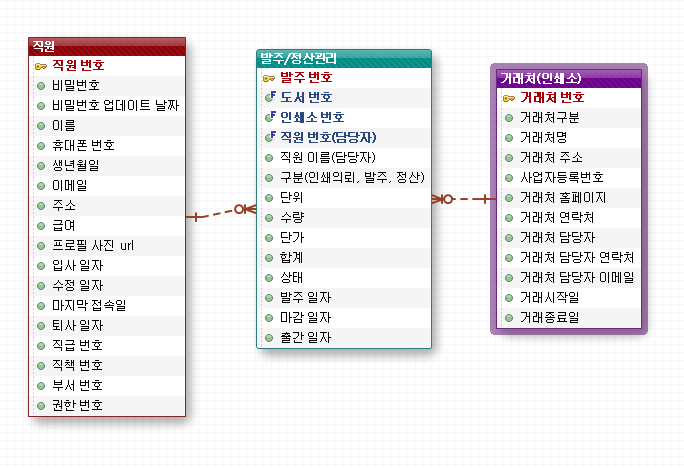 직원
직원 번호
비밀번호
비밀번호 업데이트 날짜
이름
휴대폰 번호
생년월일
이메일
주소
급여
프로필 사진 url
입사 일자
수정 일자
마지막 접속일
퇴사 일자
직급 번호
직책 번호
부서 번호
권한 번호
발주/정산관리
발주 번호
도서 번호
인쇄소 번호
직원 번호(담당자)
직원 이름(담당자)
구분(인쇄의뢰, 발주, 정산)
단위
수량
단가
합계
상태
발주 일자
마감 일자
출간 일자
거래처(인쇄소)
거래처 번호
거래처구분
거래처명
거래처 주소
사업자등록번호
거래처 홈페이지
거래처 연락처
거래처 담당자
거래처 담당자 연락처
거래처 담당자 이메일
거래시작일
거래종료일